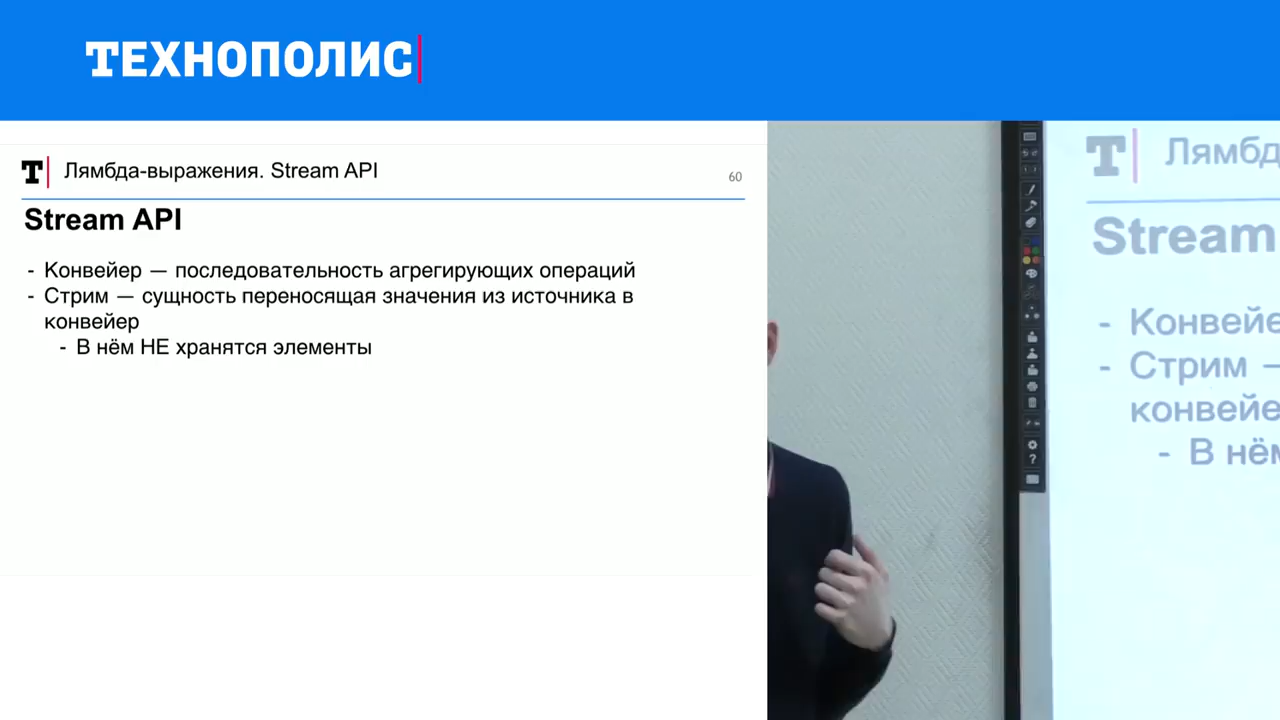 ТЕХНОПОЛИС
Т Лямбда-выражения. Stream API
60
Stream API
- Конвейер — последовательность агрегирующих операций
- Стрим — сущность переносящая значения из источника в
конвейер
- В нём НЕ хранятся элементы
Т Лямбд
Stream
- Конвейе
- Стрим –
конвейе
- В нём